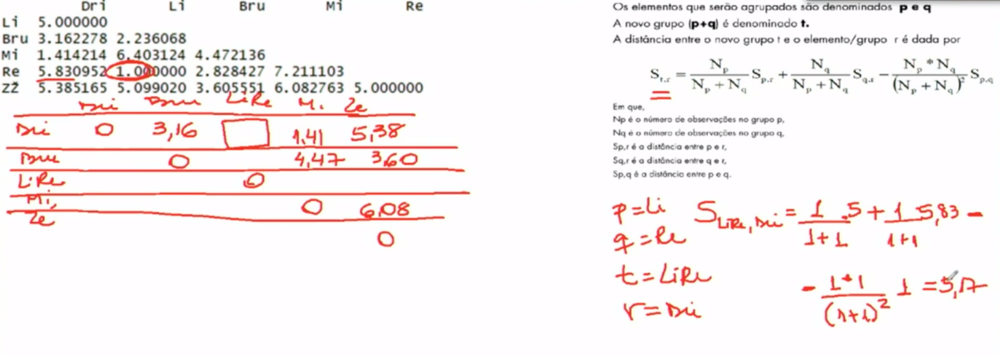 Dri Li Bru Mi Re
Li 5.000000
Bru 3.162278 2.236068
Mi 1.414214 6.403124 4.472136
Re 5.830952 1.000000 2.828427 7.211103
ZZ 5.385165 5.099020 3.605551 6.082763 5.000000
Dri Bru LiRe Mi Ze
Dri 0 3,16 1,41 5,38
Bru 0 4,47 3,60
LiRe 0
Mi, 0 6,08
Ze 0
Os elementos que serão agrupados são denominados p e q
A novo grupo (p+q) é denominado t.
A distância entre o novo grupo t e o elemento/grupo r é dada por
S_{t,r} = \frac{N_p}{N_p + N_q} S_{p,r} + \frac{N_q}{N_p + N_q} S_{q,r} - \frac{N_p * N_q}{(N_p + N_q)^2} S_{p,q}
Em que,
Np é o número de observações no grupo p,
Nq é o número de observações no grupo q,
Sp,r é a distância entre p e r,
Sq,r é a distância entre q e r,
Sp,q é a distância entre p e q.
p = Li
q = Re
t = LiRe
r = Dri
S_{LiRe, Dri} = \frac{1}{1+1} .5 + \frac{1}{1+1} 5,83 -
- \frac{1*1}{(1+1)^2} 1 = 5,17